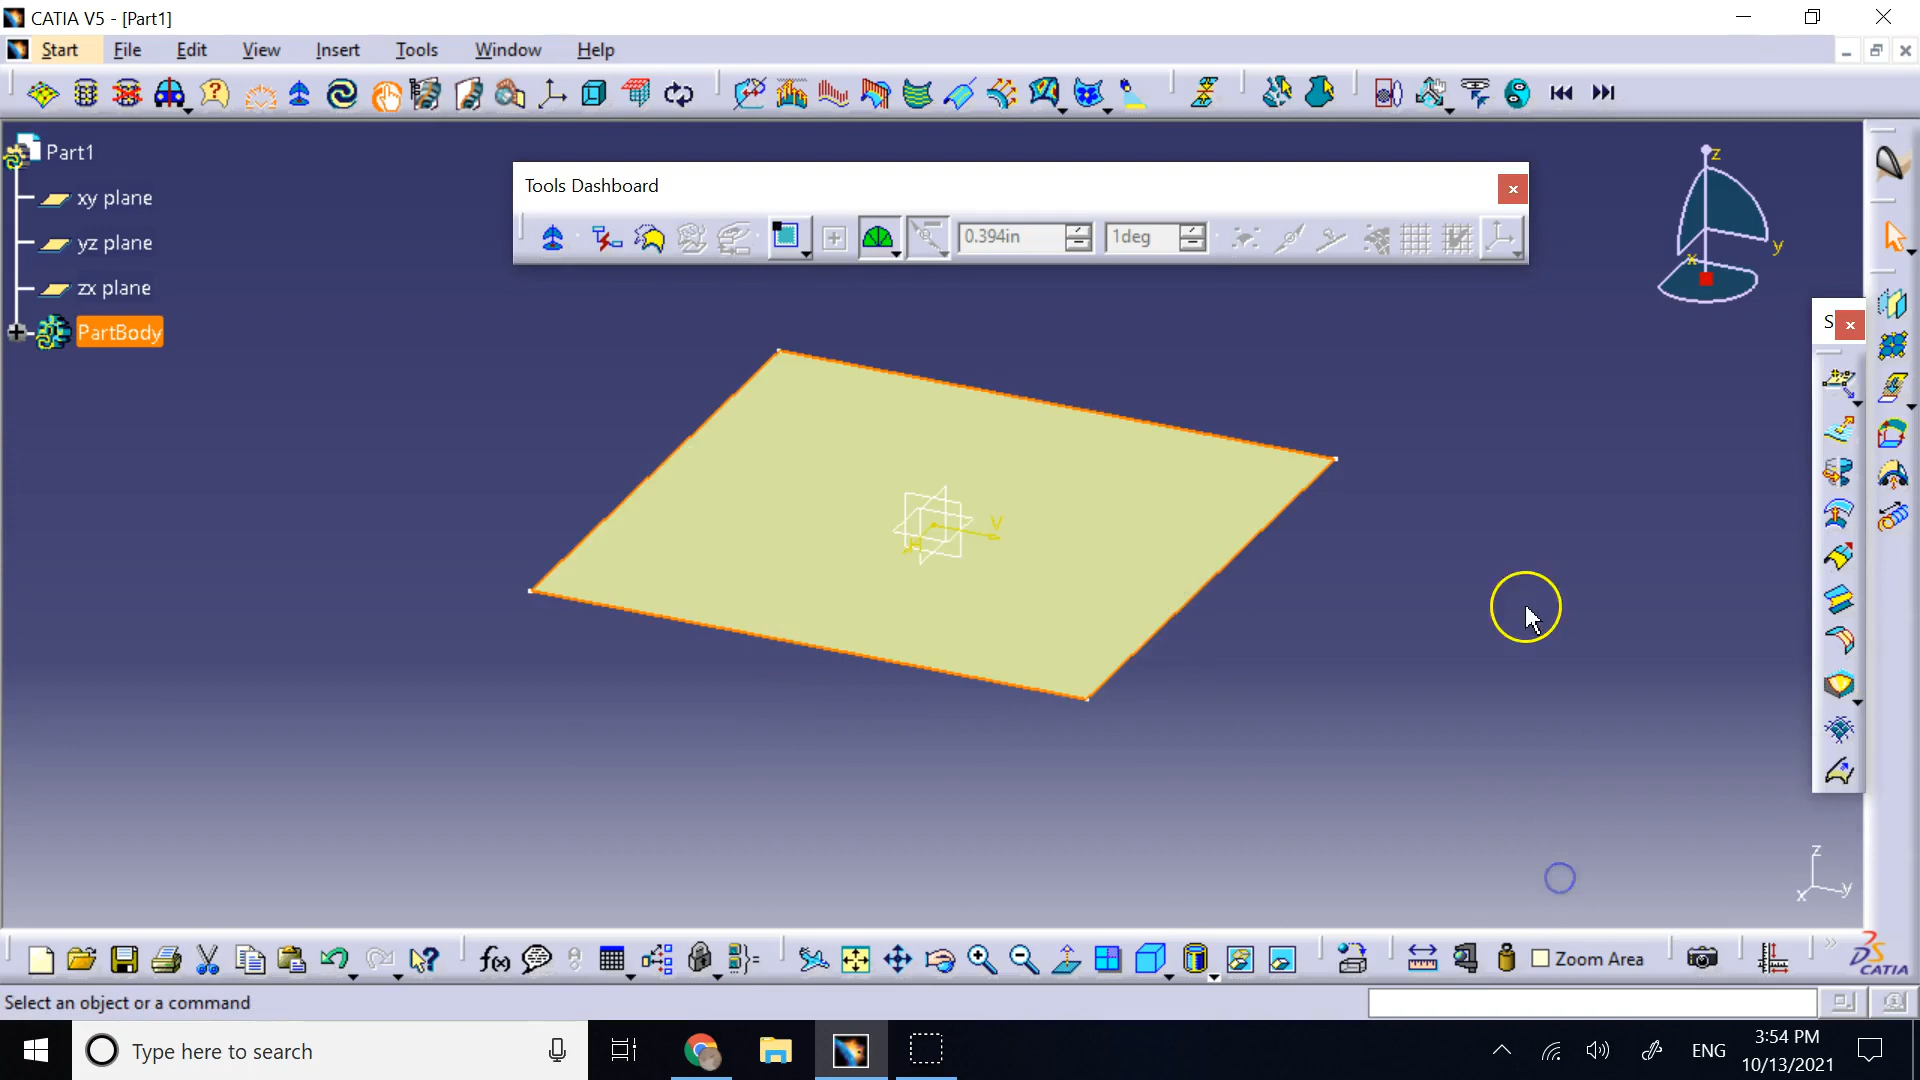 CATIA V5 - [Part1]
Start File Edit View Insert Tools Window Help
Part1
xy plane
yz plane
zx plane
PartBody
Tools Dashboard
0.394in
1deg
z
y
x
S
V
H
z
x
y
f(x)
Zoom Area
DS
CATIA
Select an object or a command
Type here to search
ENG
3:54 PM
10/13/2021